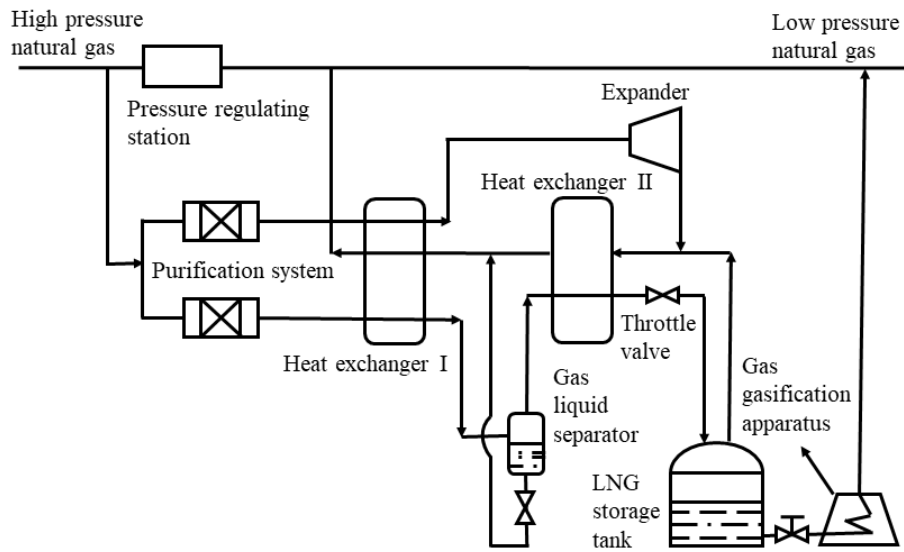 High pressure
natural gas
Low pressure
natural gas
Pressure regulating
station
Expander
Heat exchanger II
Purification system
Heat exchanger I
Throttle
valve
Gas
liquid
separator
Gas
gasification
apparatus
LNG
storage
tank